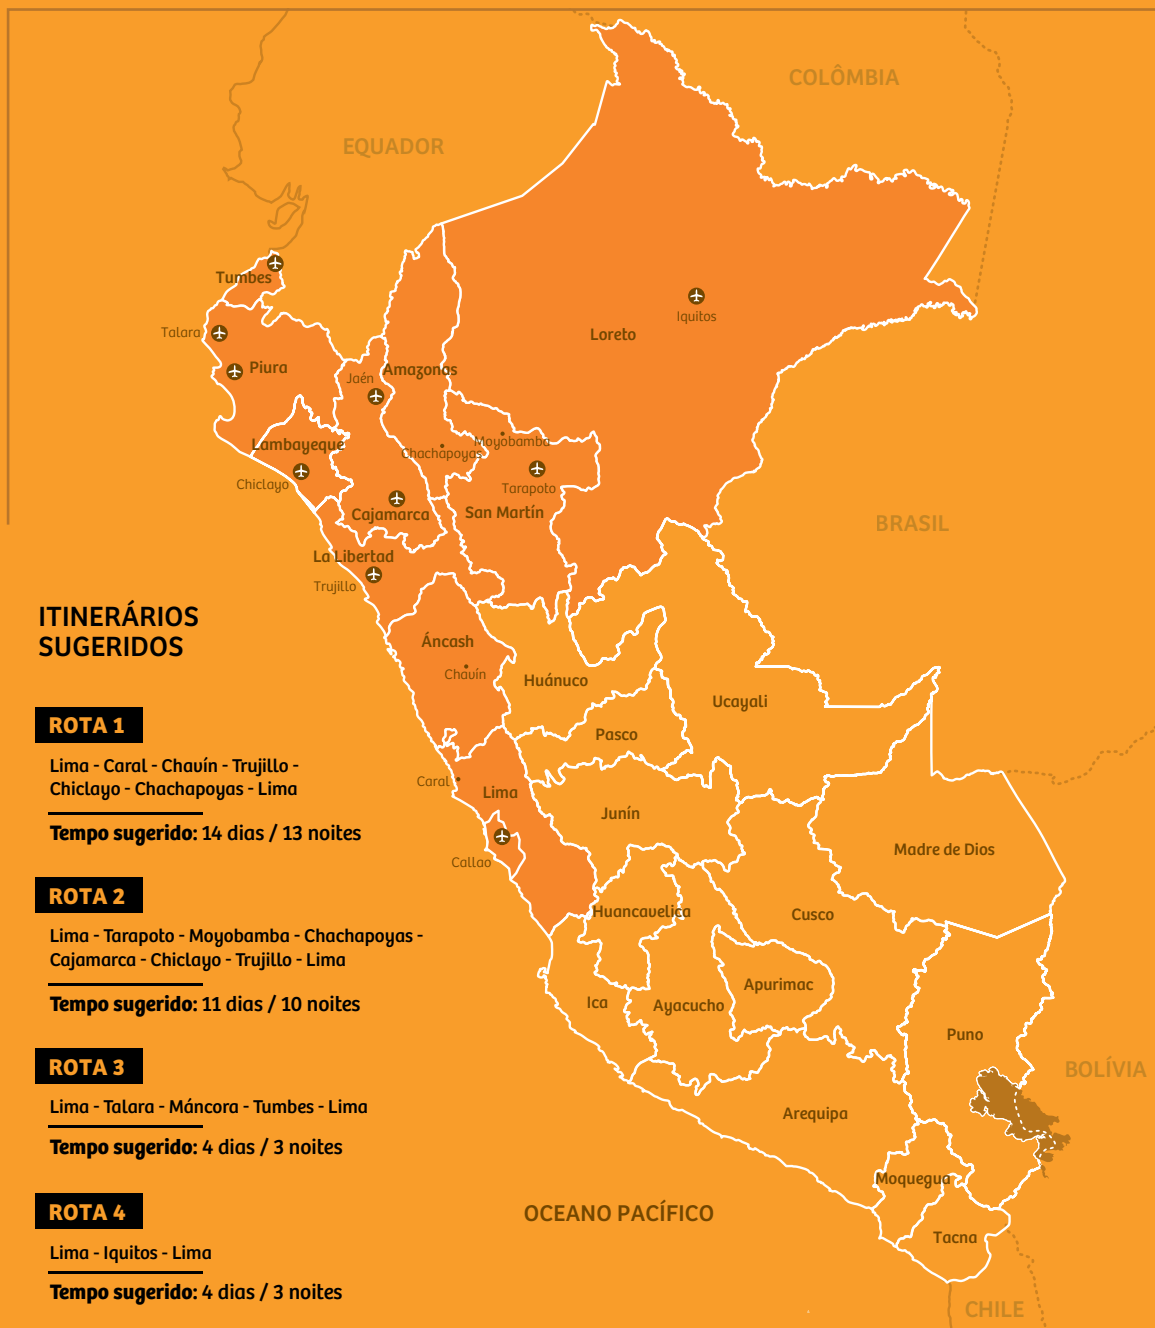 COLÔMBIA
EQUADOR
Tumbes
Iquitos
Talara
Loreto
Piura
Amazonas
Jaén
Lambayeque
Moyobamba
Chachapoyas
Chiclayo
Tarapoto
Cajamarca
San Martín
BRASIL
La Libertad
Trujillo
ITINERÁRIOS
SUGERIDOS
Áncash
Chavín
Huánuco
Ucayali
Pasco
Caral
Lima
Junín
Callao
Madre de Dios
Huancavelica
Cusco
Apurimac
Ica
Ayacucho
Puno
BOLÍVIA
Arequipa
Moquegua
OCEANO PACÍFICO
Tacna
CHILE
ROTA 1
Lima - Caral - Chavín - Trujillo -
Chiclayo - Chachapoyas - Lima
Tempo sugerido: 14 dias / 13 noites
ROTA 2
Lima - Tarapoto - Moyobamba - Chachapoyas -
Cajamarca - Chiclayo - Trujillo - Lima
Tempo sugerido: 11 dias / 10 noites
ROTA 3
Lima - Talara - Máncora - Tumbes - Lima
Tempo sugerido: 4 dias / 3 noites
ROTA 4
Lima - Iquitos - Lima
Tempo sugerido: 4 dias / 3 noites